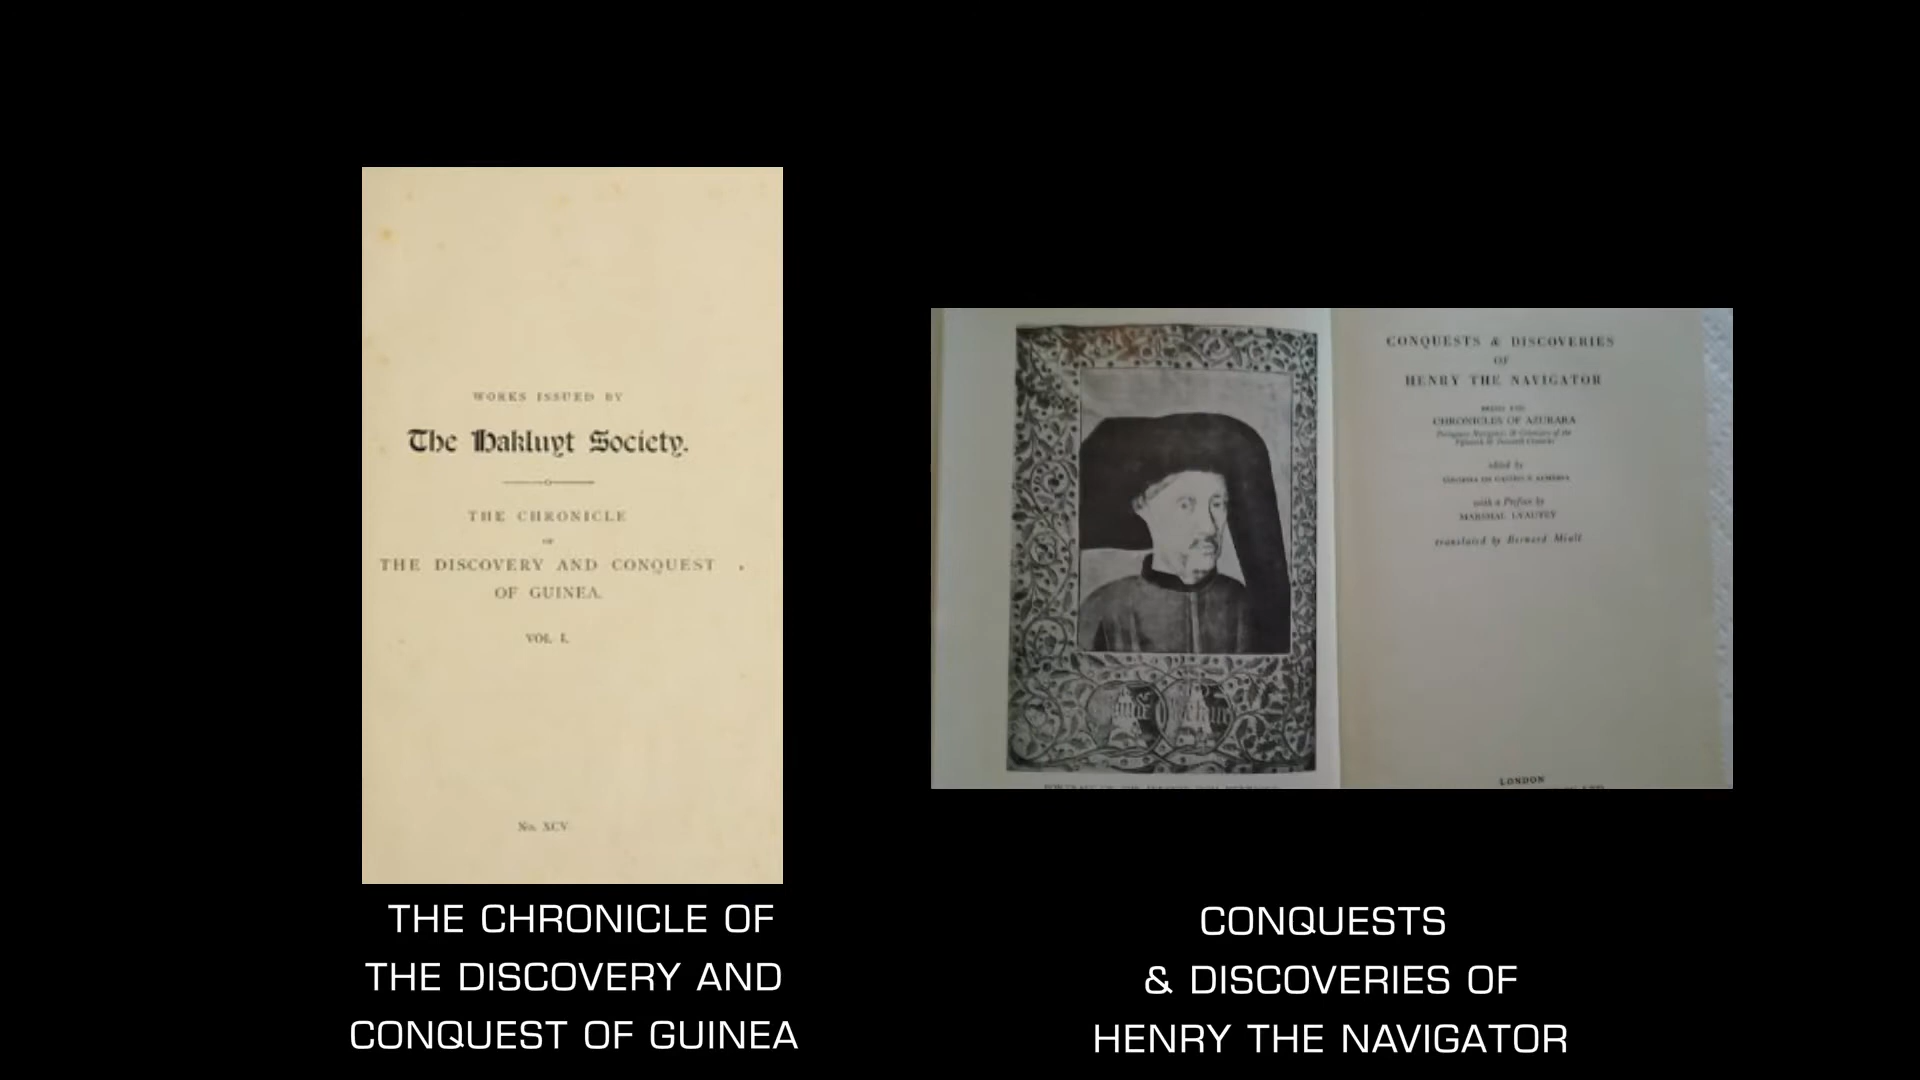 WORKS ISSUED BY
The Hakluyt Society.
THE CHRONICLE
OF
THE DISCOVERY AND CONQUEST
OF GUINEA.
VOL. I.
No. XCV
THE CHRONICLE OF
THE DISCOVERY AND
CONQUEST OF GUINEA
CONQUESTS & DISCOVERIES
OF
HENRY THE NAVIGATOR
CHRONICLES OF AZURARA
edited by
with a Preface by
MARSHAL LYAUTEY
translated by Bernard Miall
LONDON
CONQUESTS
& DISCOVERIES OF
HENRY THE NAVIGATOR